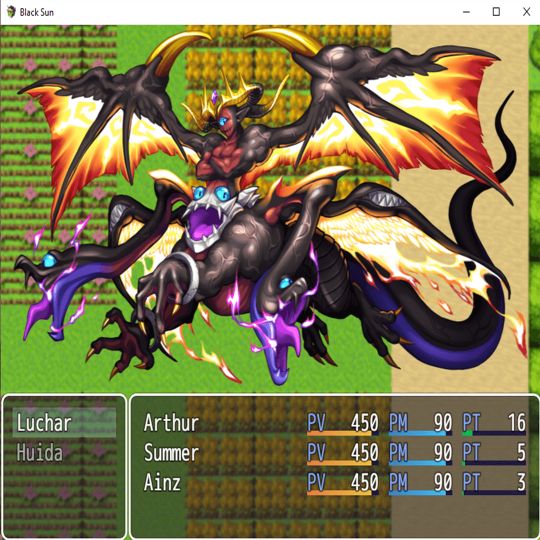 Black Sun
Luchar
Huida
Arthur PV 450 PM 90 PT 16
Summer PV 450 PM 90 PT 5
Ainz PV 450 PM 90 PT 3